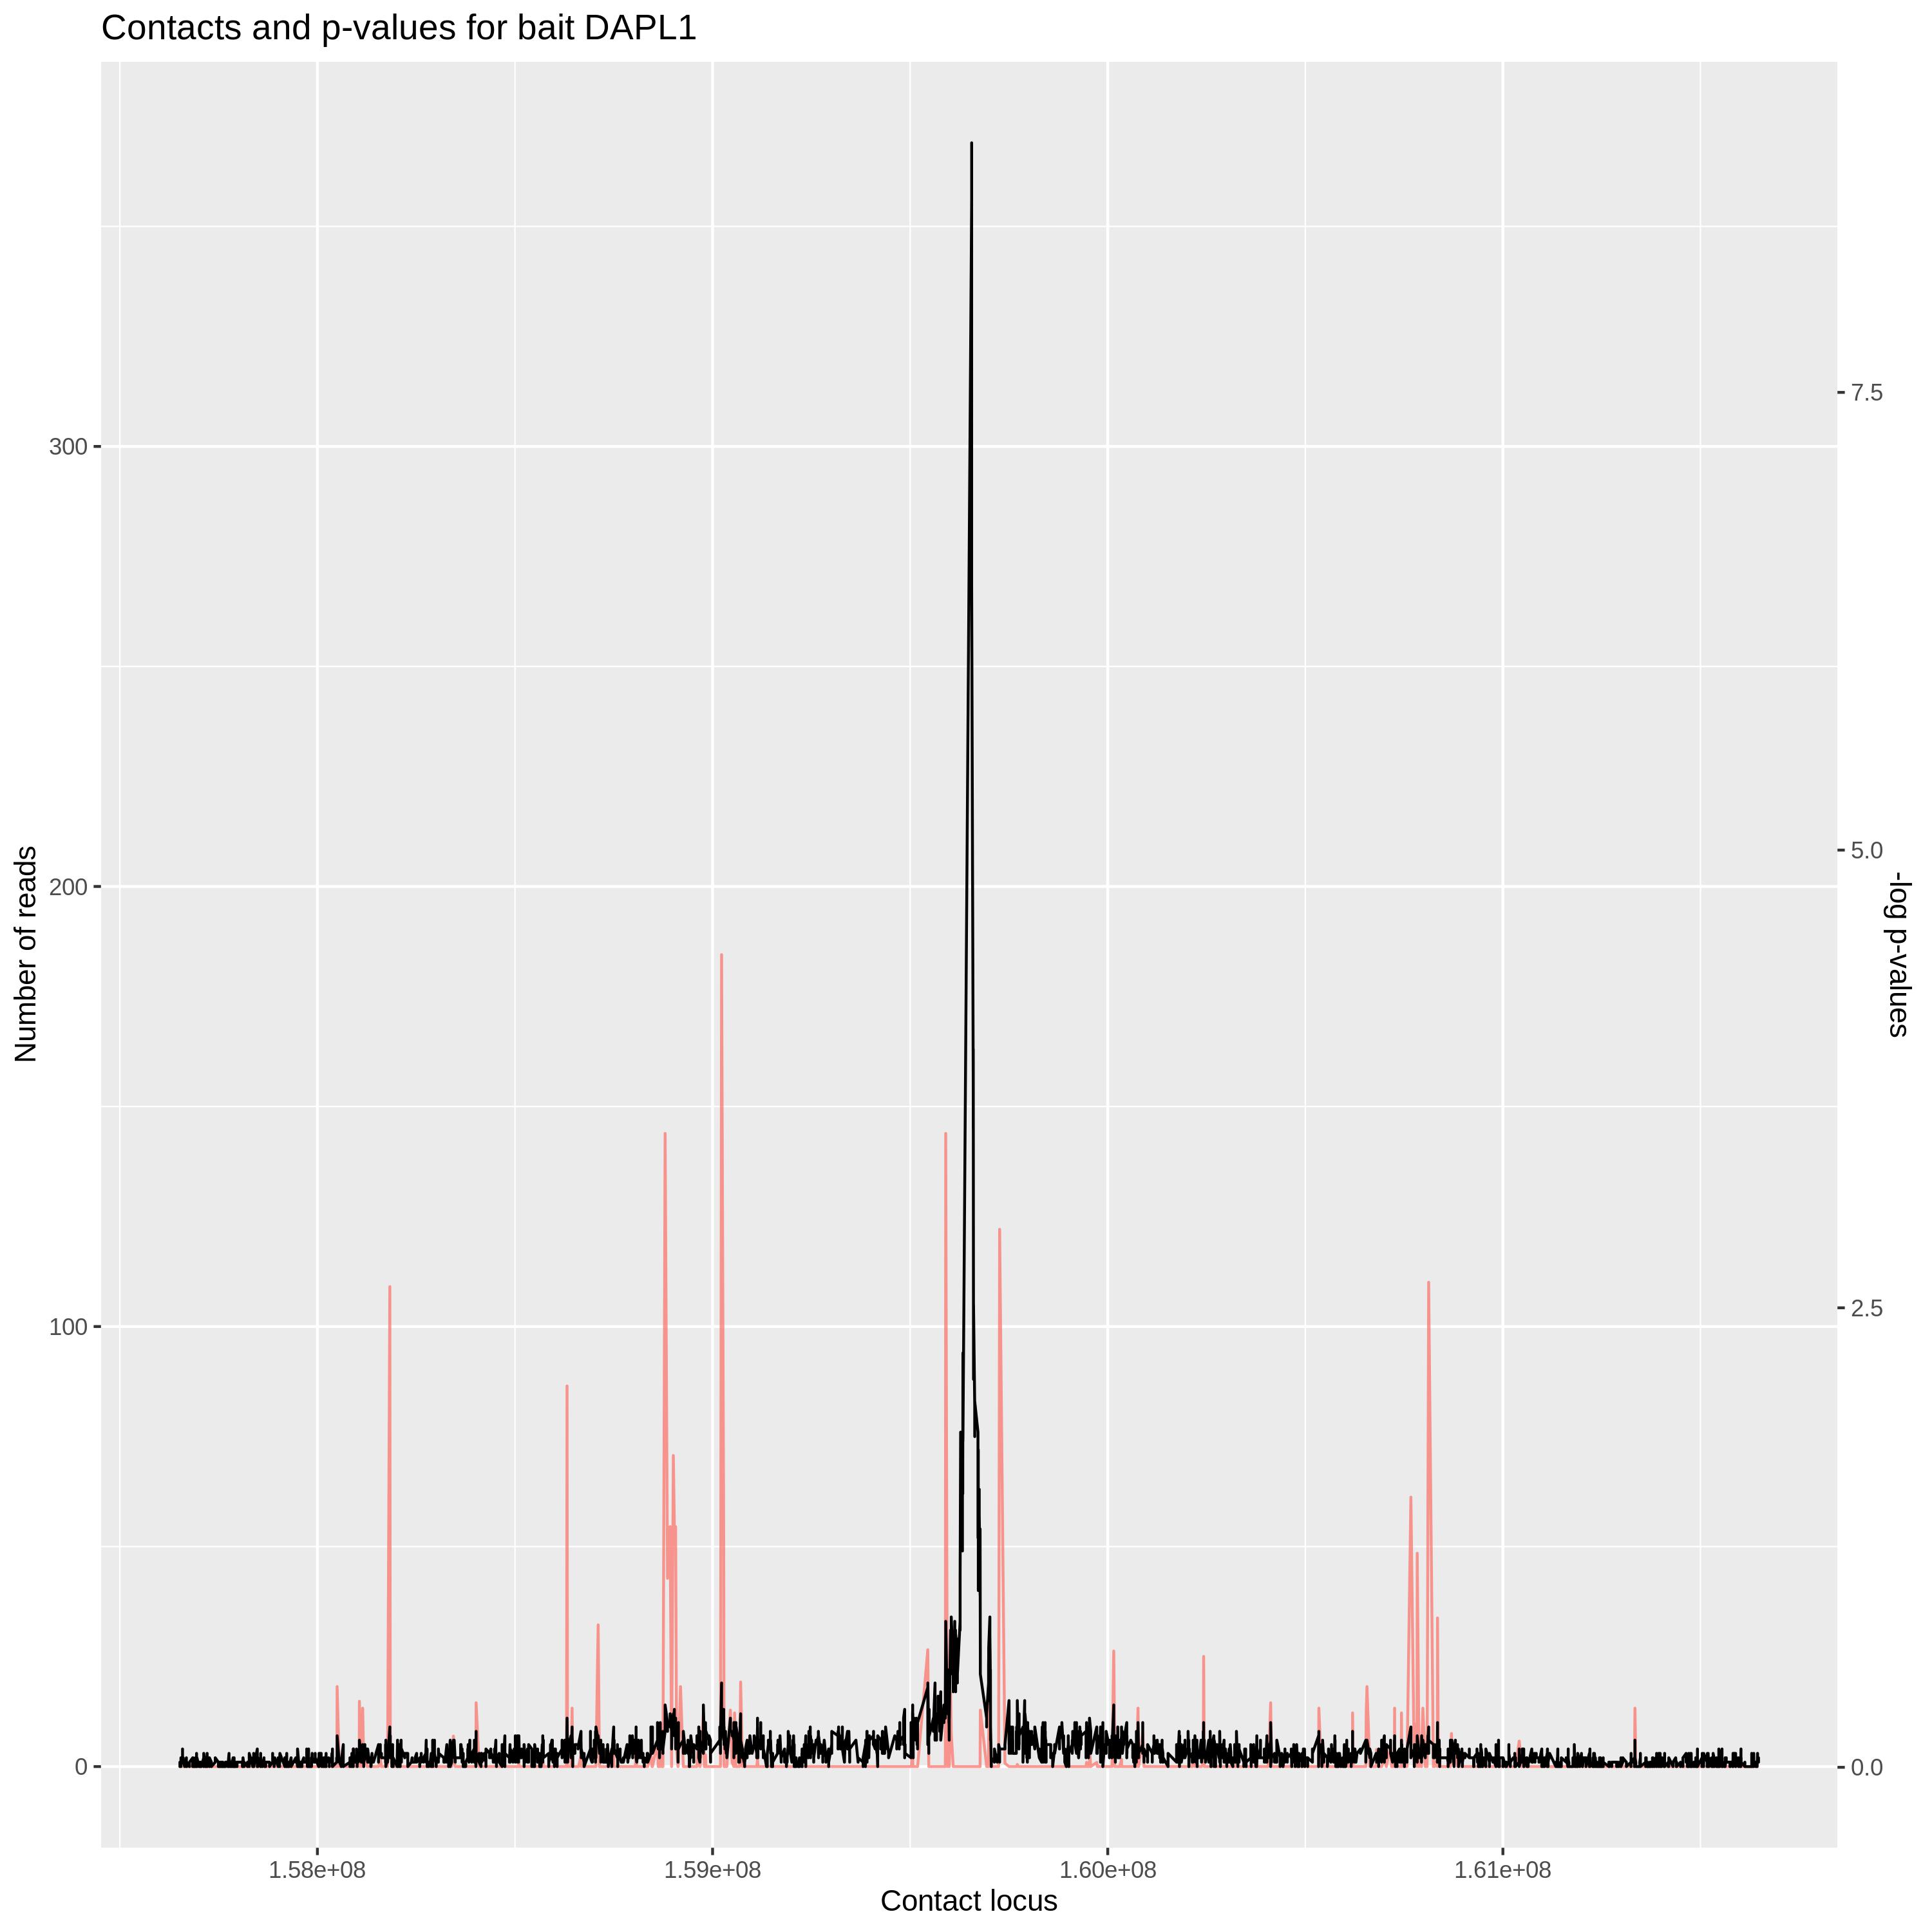 Contacts and p-values for bait DAPL1
Number of reads
300
200
100
0
7.5
5.0
2.5
0.0
-log p-values
1.58e+08
1.59e+08
1.60e+08
1.61e+08
Contact locus